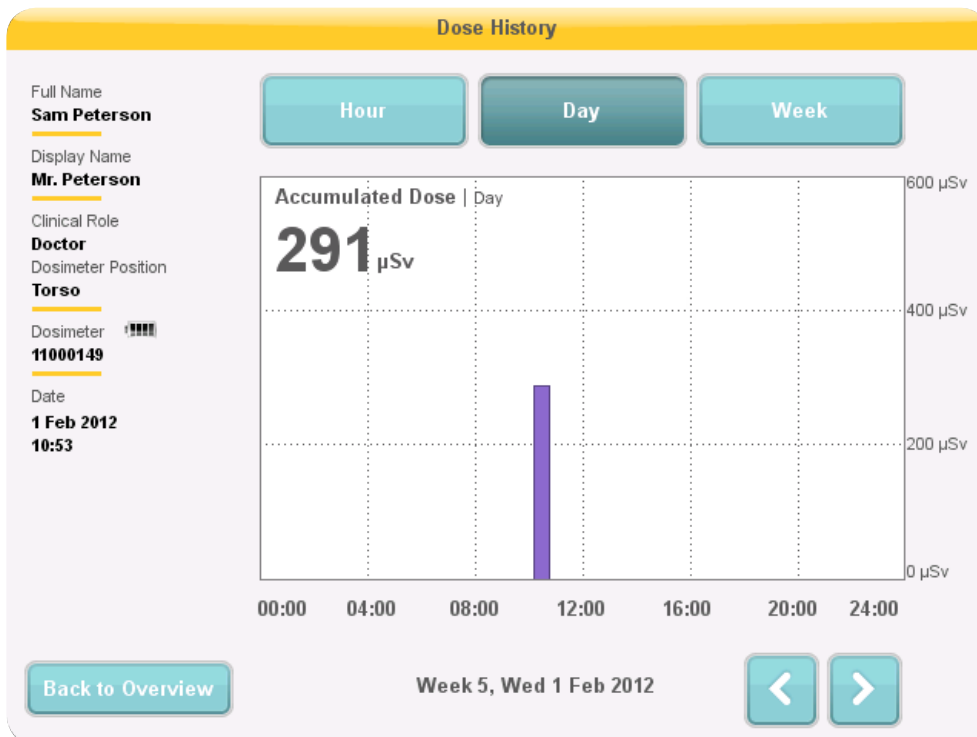 Dose History
Full Name
Sam Peterson
Display Name
Mr. Peterson
Clinical Role
Doctor
Dosimeter Position
Torso
Dosimeter
11000149
Date
1 Feb 2012
10:53
Hour Day Week
Accumulated Dose | Day
291 µSv
600 µSv
400 µSv
200 µSv
0 µSv
00:00 04:00 08:00 12:00 16:00 20:00 24:00
Back to Overview
Week 5, Wed 1 Feb 2012